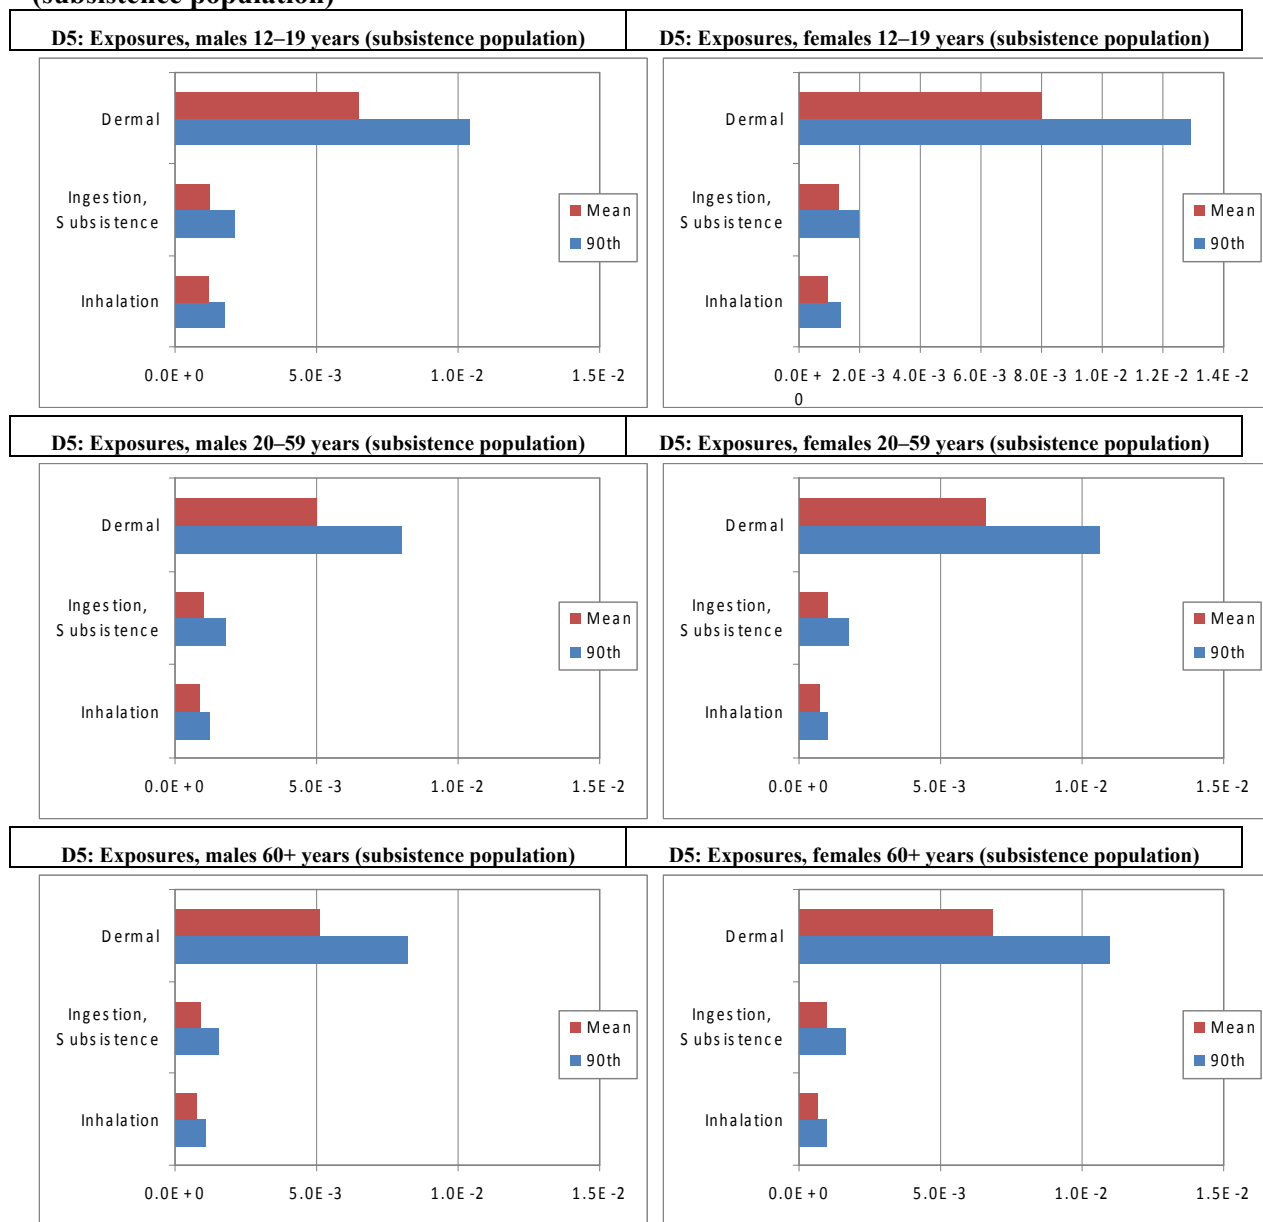 (subsistence population)
D5: Exposures, males 12–19 years (subsistence population)
D5: Exposures, females 12–19 years (subsistence population)
Dermal
Ingestion,
Subsistence
Inhalation
Mean
90th
0.0E+0 5.0E-3 1.0E-2 1.5E-2
Dermal
Ingestion,
Subsistence
Inhalation
Mean
90th
0.0E+ 2.0E-3 4.0E-3 6.0E-3 8.0E-3 1.0E-2 1.2E-2 1.4E-2
0
D5: Exposures, males 20–59 years (subsistence population)
D5: Exposures, females 20–59 years (subsistence population)
Dermal
Ingestion,
Subsistence
Inhalation
Mean
90th
0.0E+0 5.0E-3 1.0E-2 1.5E-2
Dermal
Ingestion,
Subsistence
Inhalation
Mean
90th
0.0E+0 5.0E-3 1.0E-2 1.5E-2
D5: Exposures, males 60+ years (subsistence population)
D5: Exposures, females 60+ years (subsistence population)
Dermal
Ingestion,
Subsistence
Inhalation
Mean
90th
0.0E+0 5.0E-3 1.0E-2 1.5E-2
Dermal
Ingestion,
Subsistence
Inhalation
Mean
90th
0.0E+0 5.0E-3 1.0E-2 1.5E-2